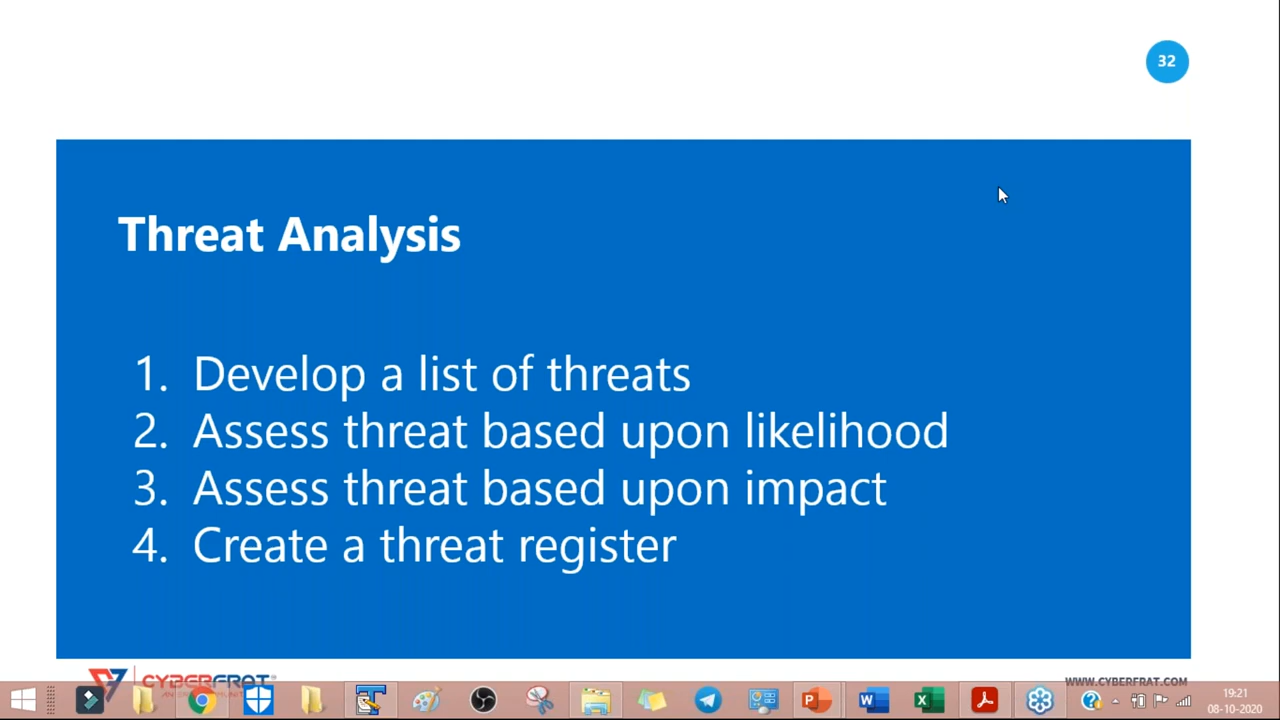 32
Threat Analysis
1. Develop a list of threats
2. Assess threat based upon likelihood
3. Assess threat based upon impact
4. Create a threat register
CYBERFRAT
WWW.CYBERFRAT.COM
19:21
08-10-2020